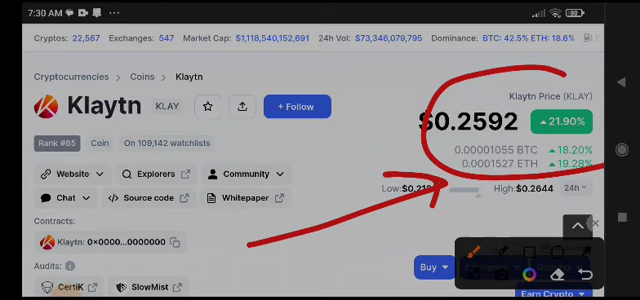 7:30 AM
Cryptos: 22,567 Exchanges: 547 Market Cap: $1,118,540,152,691 24h Vol: $73,346,079,795 Dominance: BTC: 42.5% ETH: 18.6%
Cryptocurrencies > Coins > Klaytn
Klaytn KLAY + Follow
Klaytn Price (KLAY)
$0.2592 21.90%
Rank #65 Coin On 109,142 watchlists
0.00001055 BTC 18.20%
0.0001527 ETH 19.28%
Website Explorers Community
Low: High: $0.2644 24h
Chat Source code Whitepaper
Contracts:
Klaytn: 0x0000...0000000
Audits:
Buy
CertiK SlowMist
Earn Crypto